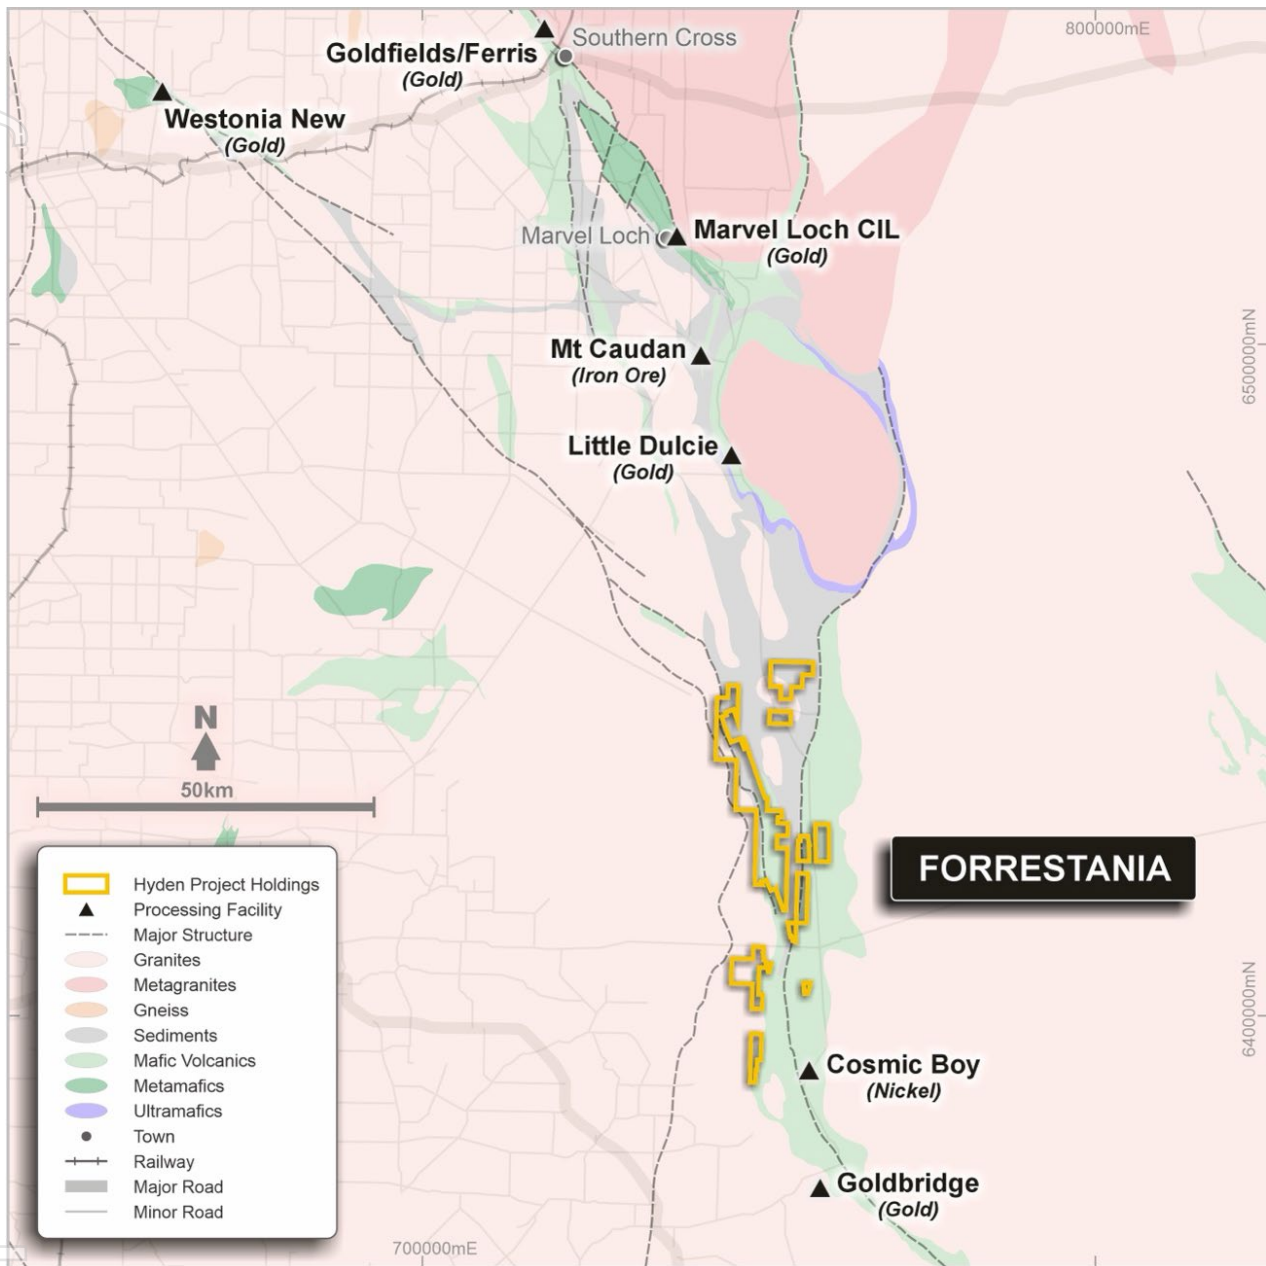 800000mE
Southern Cross
Goldfields/Ferris
(Gold)
Westonia New
(Gold)
Marvel Loch
Marvel Loch CIL
(Gold)
6500000mN
Mt Caudan
(Iron Ore)
Little Dulcie
(Gold)
N
50km
FORRESTANIA
Hyden Project Holdings
Processing Facility
Major Structure
Granites
Metagranites
Gneiss
Sediments
Mafic Volcanics
Metamafics
Ultramafics
Town
Railway
Major Road
Minor Road
6400000mN
Cosmic Boy
(Nickel)
Goldbridge
(Gold)
700000mE